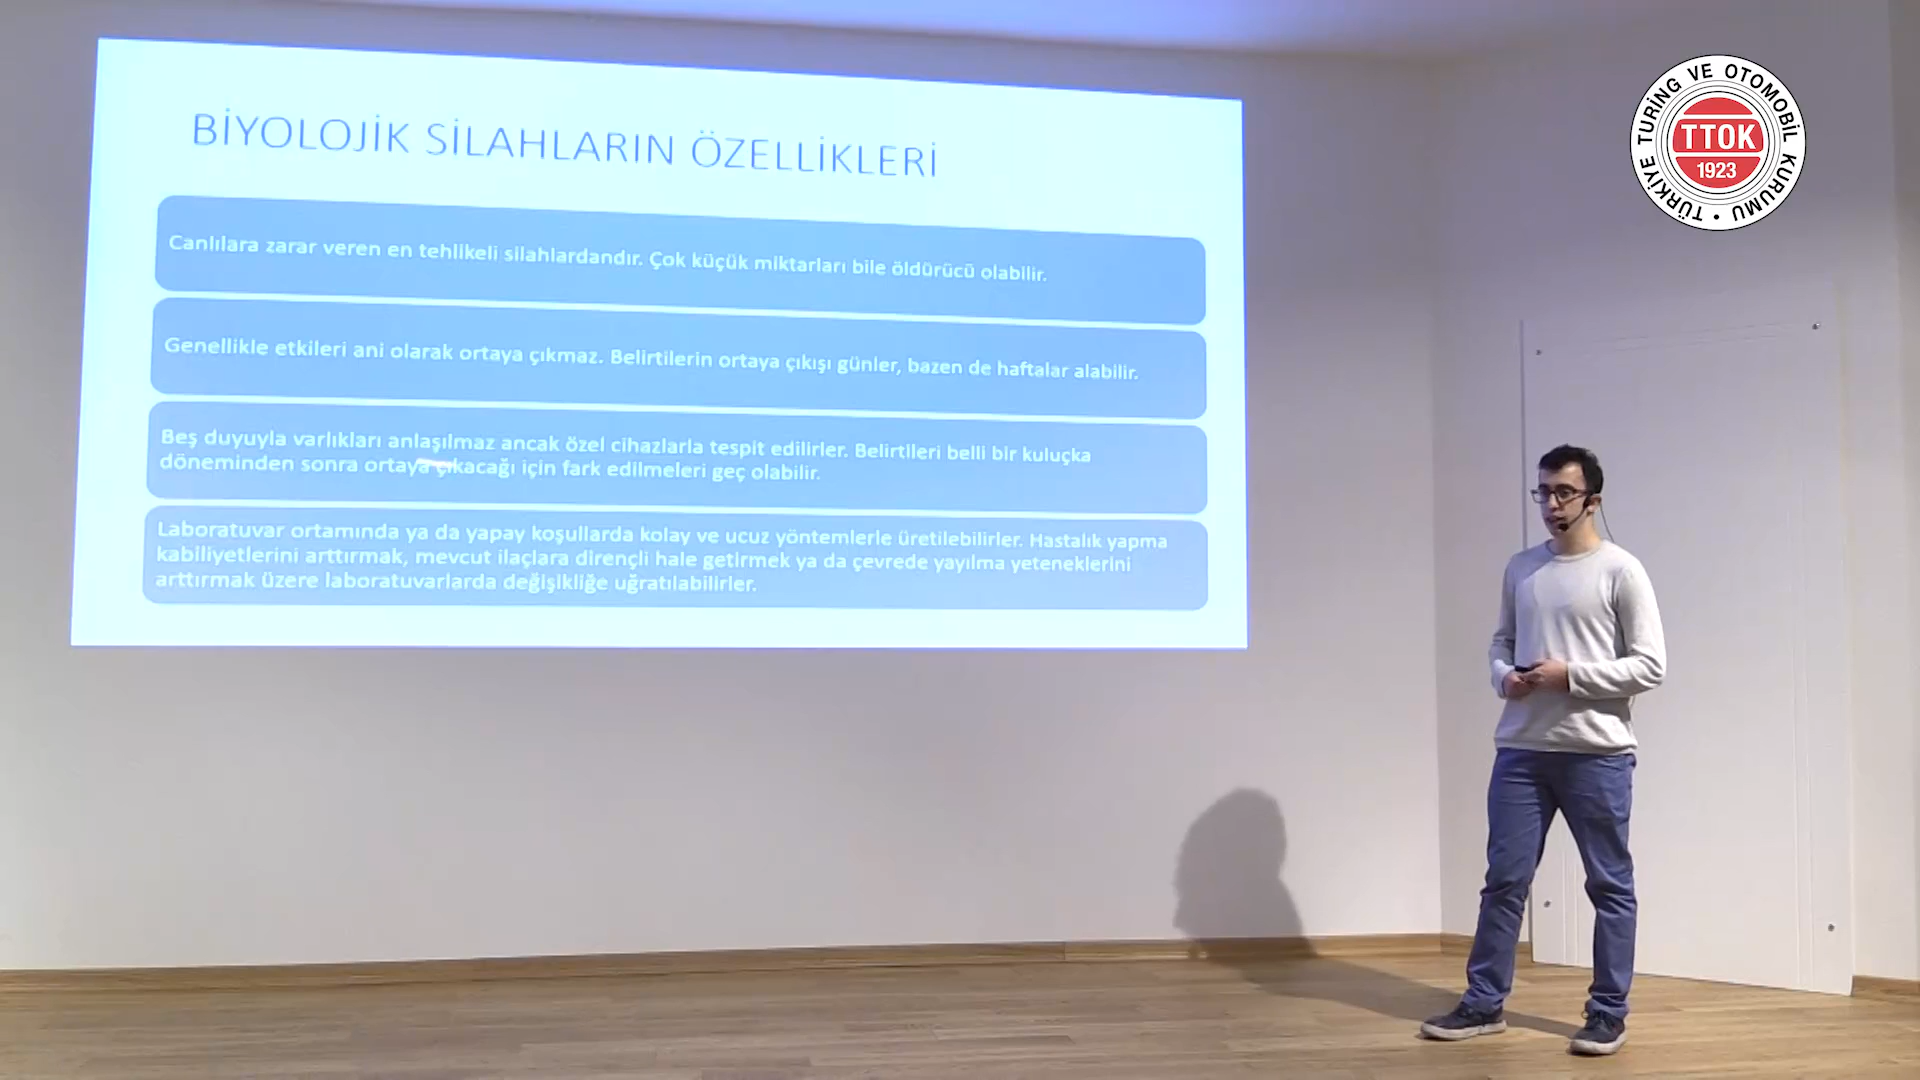 BİYOLOJİK SİLAHLARIN ÖZELLİKLERİ
Canlılara zarar veren en tehlikeli silahlardandır. Çok küçük miktarları bile öldürücü olabilir.
Genellikle etkileri ani olarak ortaya çıkmaz. Belirtilerin ortaya çıkışı günler, bazen de haftalar alabilir.
Beş duyuyla varlıkları anlaşılmaz ancak özel cihazlarla tespit edilirler. Belirtileri belli bir kuluçka
döneminden sonra ortaya çıkacağı için fark edilmeleri geç olabilir.
Laboratuvar ortamında ya da yapay koşullarda kolay ve ucuz yöntemlerle üretilebilirler. Hastalık yapma
kabiliyetlerini arttırmak, mevcut ilaçlara dirençli hale getirmek ya da çevrede yayılma yeteneklerini
arttırmak üzere laboratuvarlarda değişikliğe uğratılabilirler.
TÜRKİYE TURİNG VE OTOMOBİL KURUMU •
TTOK
1923